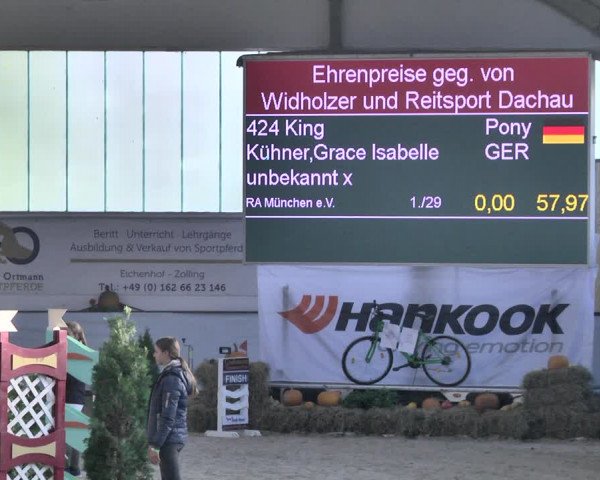 Ehrenpreise geg. von
Widholzer und Reitsport Dachau
424 King Pony
Kühner,Grace Isabelle GER
unbekannt x
RA München e.V. 1./29 0,00 57,97
Beritt Unterricht Lehrgänge
Ausbildung & Verkauf von Sportpferd
Ortmann
Eichenhof - Zolling
Tel.: +49 (0) 162 66 23 146
HANKOOK
emotion
FINISH